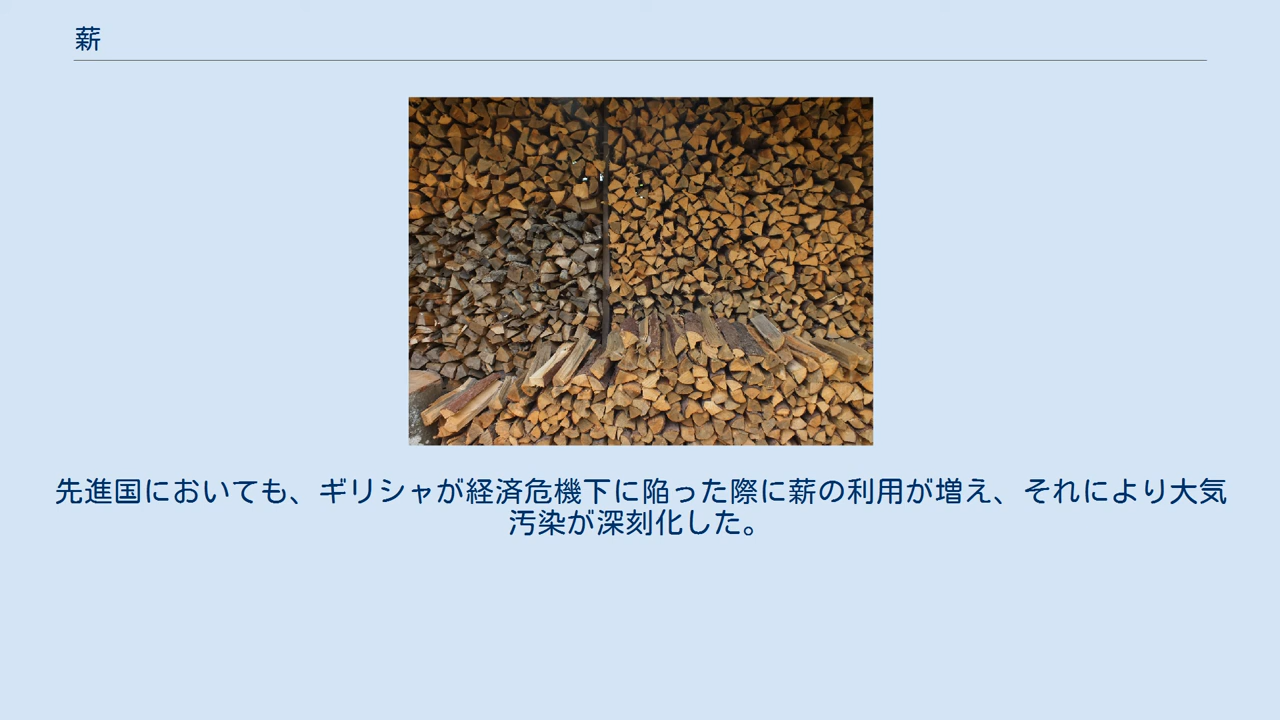 薪
先進国においても、ギリシャが経済危機下に陥った際に薪の利用が増え、それにより大気
汚染が深刻化した。